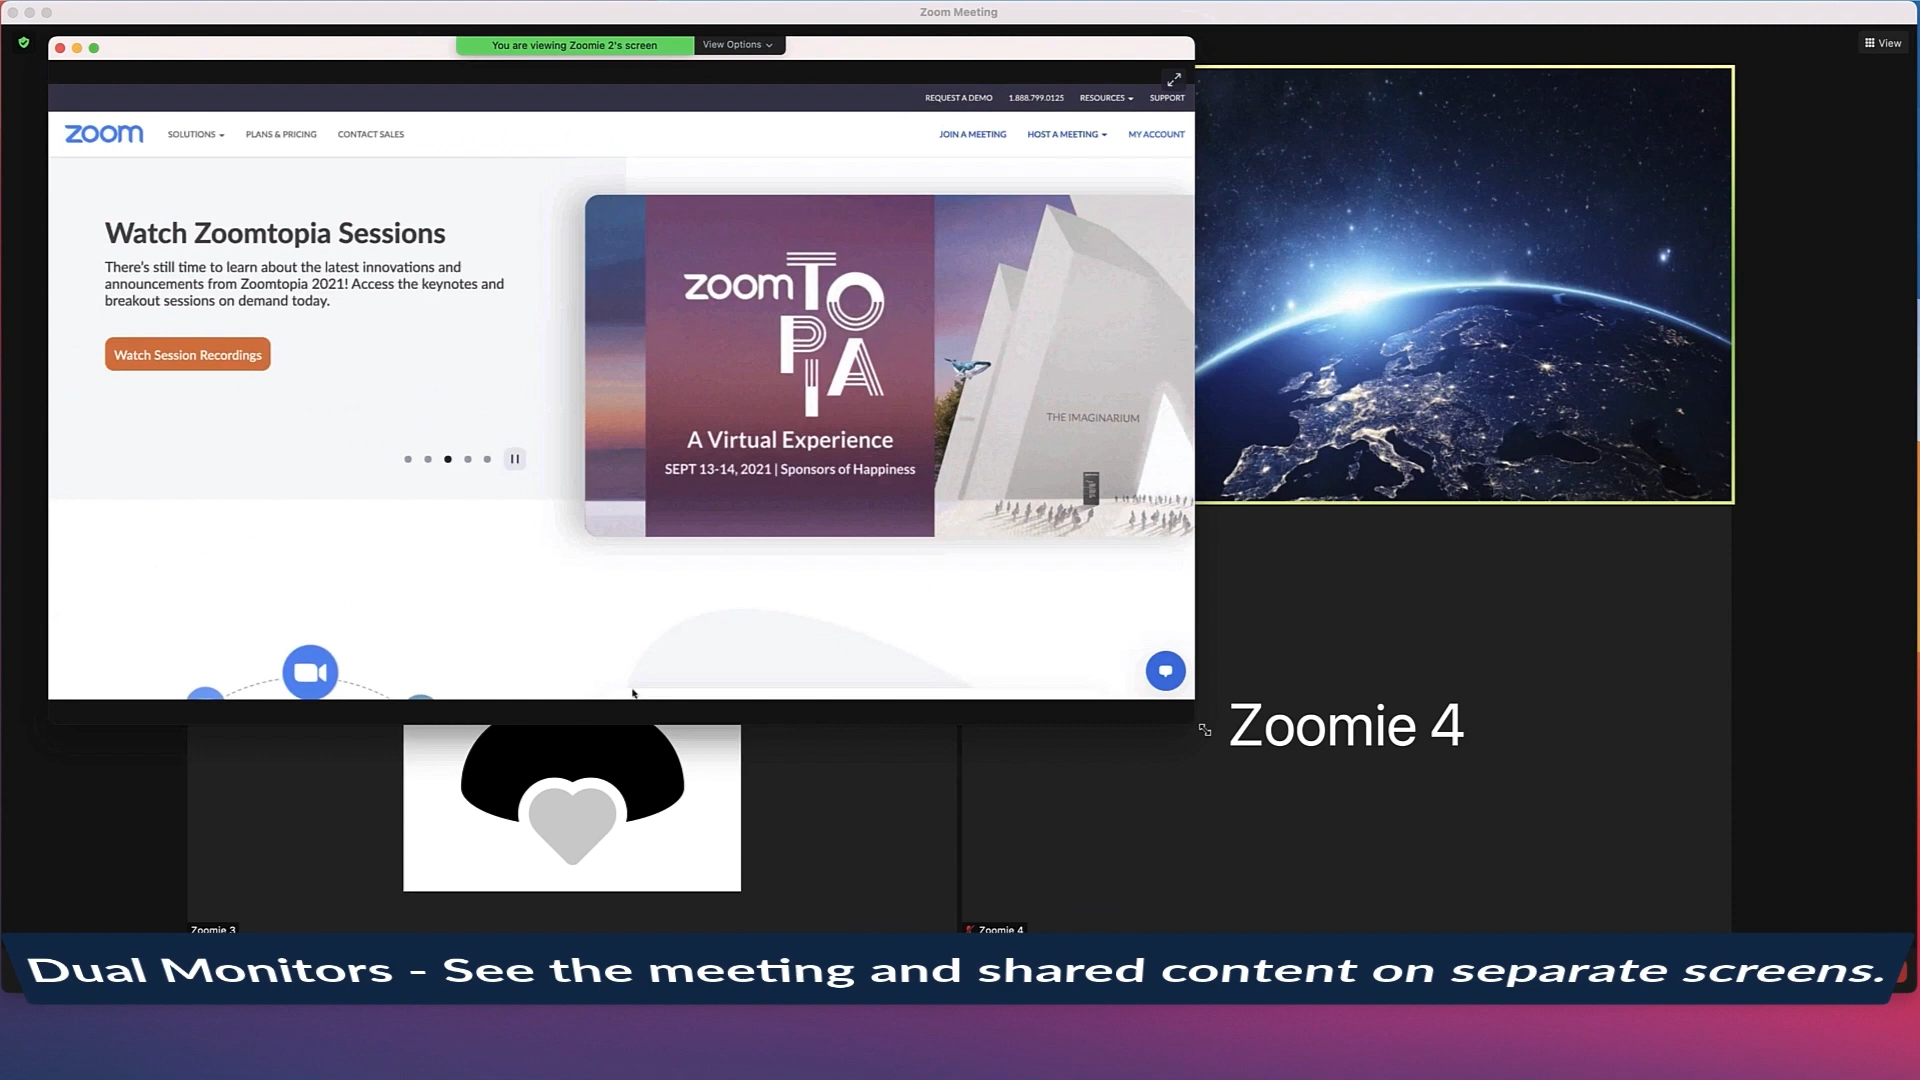 Zoom Meeting
You are viewing Zoomie 2's screen
View Options
View
REQUEST A DEMO 1.888.799.0125 RESOURCES SUPPORT
zoom SOLUTIONS PLANS & PRICING CONTACT SALES JOIN A MEETING HOST A MEETING MY ACCOUNT
Watch Zoomtopia Sessions
There's still time to learn about the latest innovations and
announcements from Zoomtopia 2021! Access the keynotes and
breakout sessions on demand today.
Watch Session Recordings
zoomTOPIA
A Virtual Experience
SEPT 13-14, 2021 | Sponsors of Happiness
THE IMAGINARIUM
Zoomie 4
Zoomie 3
Zoomie 4
Dual Monitors - See the meeting and shared content on separate screens.